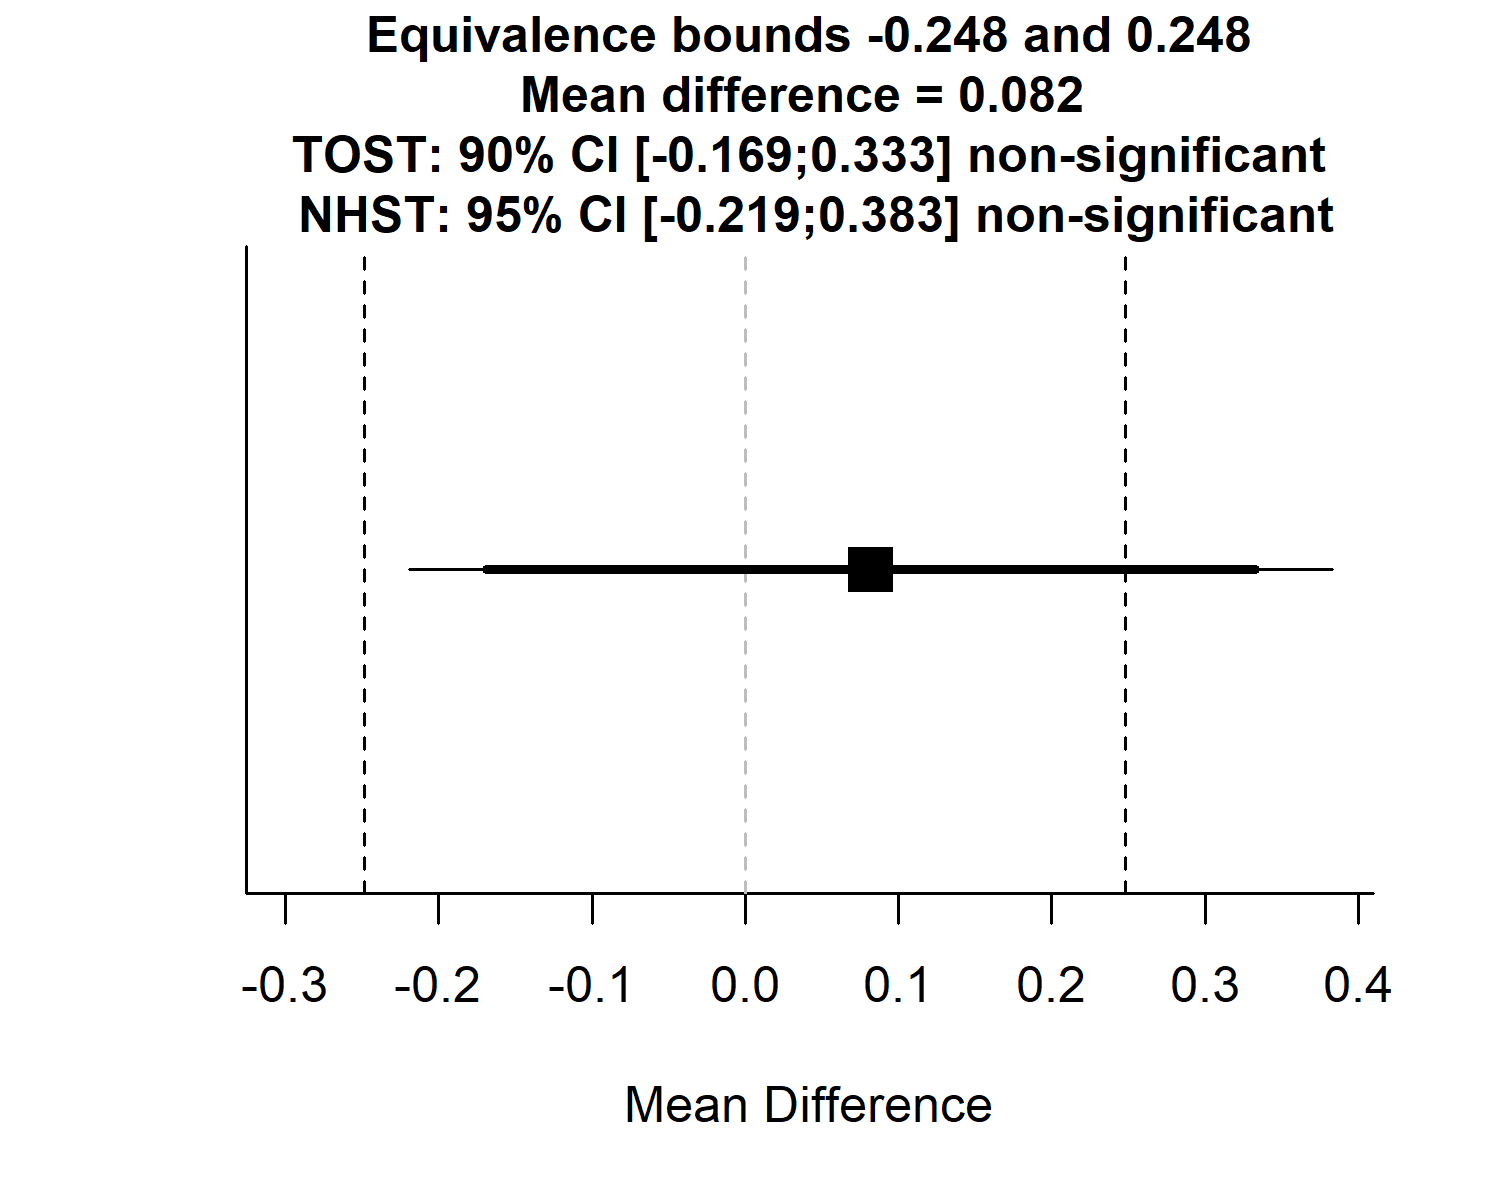 Equivalence bounds -0.248 and 0.248
Mean difference = 0.082
TOST: 90% CI [-0.169;0.333] non-significant
NHST: 95% CI [-0.219;0.383] non-significant
-0.3 -0.2 -0.1 0.0 0.1 0.2 0.3 0.4
Mean Difference